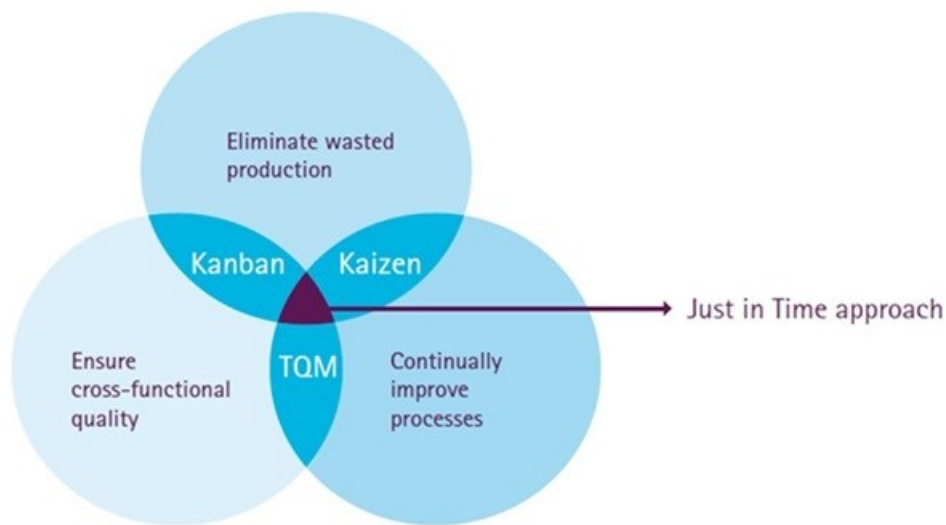 Eliminate wasted
production
Kanban
Kaizen
Just in Time approach
Ensure
cross-functional
quality
TQM
Continually
improve
processes